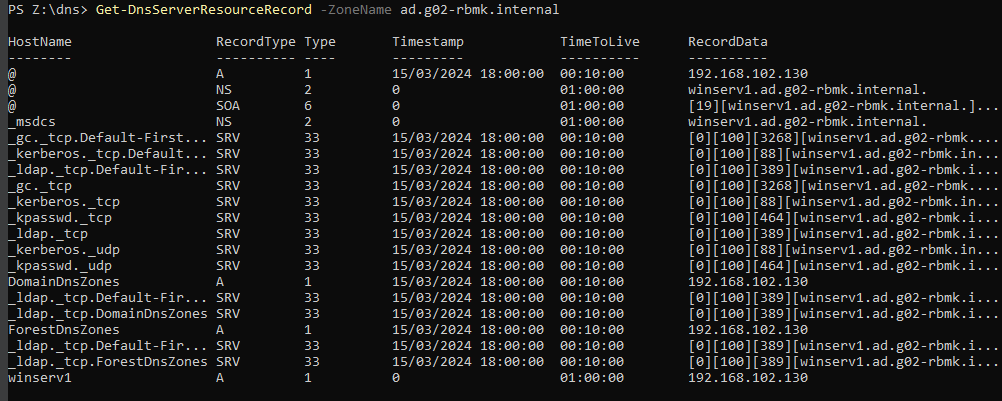 PS Z:\dns> Get-DnsServerResourceRecord -ZoneName ad.g02-rbmk.internal
HostName RecordType Type Timestamp TimeToLive RecordData
-------- ---------- ---- --------- ---------- ----------
@ A 1 15/03/2024 18:00:00 00:10:00 192.168.102.130
@ NS 2 0 01:00:00 winserv1.ad.g02-rbmk.internal.
@ SOA 6 0 01:00:00 [19][winserv1.ad.g02-rbmk.internal.]...
_msdcs NS 2 0 01:00:00 winserv1.ad.g02-rbmk.internal.
_gc._tcp.Default-First... SRV 33 15/03/2024 18:00:00 00:10:00 [0][100][3268][winserv1.ad.g02-rbmk....
_kerberos._tcp.Default... SRV 33 15/03/2024 18:00:00 00:10:00 [0][100][88][winserv1.ad.g02-rbmk.in...
_ldap._tcp.Default-Fir... SRV 33 15/03/2024 18:00:00 00:10:00 [0][100][389][winserv1.ad.g02-rbmk.i...
_gc._tcp SRV 33 15/03/2024 18:00:00 00:10:00 [0][100][3268][winserv1.ad.g02-rbmk....
_kerberos._tcp SRV 33 15/03/2024 18:00:00 00:10:00 [0][100][88][winserv1.ad.g02-rbmk.in...
_kpasswd._tcp SRV 33 15/03/2024 18:00:00 00:10:00 [0][100][464][winserv1.ad.g02-rbmk.i...
_ldap._tcp SRV 33 15/03/2024 18:00:00 00:10:00 [0][100][389][winserv1.ad.g02-rbmk.i...
_kerberos._udp SRV 33 15/03/2024 18:00:00 00:10:00 [0][100][88][winserv1.ad.g02-rbmk.in...
_kpasswd._udp SRV 33 15/03/2024 18:00:00 00:10:00 [0][100][464][winserv1.ad.g02-rbmk.i...
DomainDnsZones A 1 15/03/2024 18:00:00 00:10:00 192.168.102.130
_ldap._tcp.Default-Fir... SRV 33 15/03/2024 18:00:00 00:10:00 [0][100][389][winserv1.ad.g02-rbmk.i...
_ldap._tcp.DomainDnsZones SRV 33 15/03/2024 18:00:00 00:10:00 [0][100][389][winserv1.ad.g02-rbmk.i...
ForestDnsZones A 1 15/03/2024 18:00:00 00:10:00 192.168.102.130
_ldap._tcp.Default-Fir... SRV 33 15/03/2024 18:00:00 00:10:00 [0][100][389][winserv1.ad.g02-rbmk.i...
_ldap._tcp.ForestDnsZones SRV 33 15/03/2024 18:00:00 00:10:00 [0][100][389][winserv1.ad.g02-rbmk.i...
winserv1 A 1 0 01:00:00 192.168.102.130